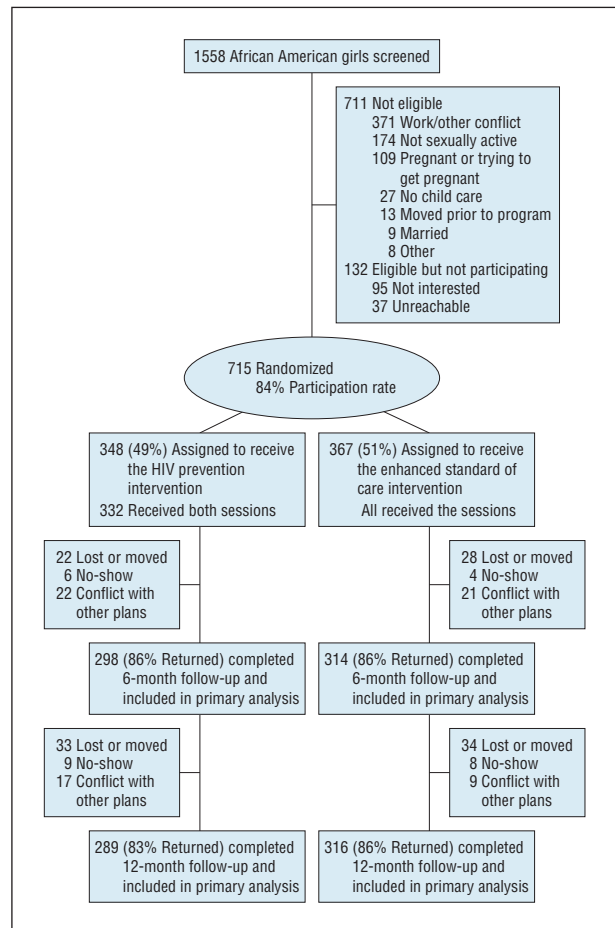 1558 African American girls screened
711 Not eligible
371 Work/other conflict
174 Not sexually active
109 Pregnant or trying to
get pregnant
27 No child care
13 Moved prior to program
9 Married
8 Other
132 Eligible but not participating
95 Not interested
37 Unreachable
715 Randomized
84% Participation rate
348 (49%) Assigned to receive
the HIV prevention
intervention
332 Received both sessions
367 (51%) Assigned to receive
the enhanced standard of
care intervention
All received the sessions
22 Lost or moved
6 No-show
22 Conflict with
other plans
28 Lost or moved
4 No-show
21 Conflict with
other plans
298 (86% Returned) completed
6-month follow-up and
included in primary analysis
314 (86% Returned) completed
6-month follow-up and
included in primary analysis
33 Lost or moved
9 No-show
17 Conflict with
other plans
34 Lost or moved
8 No-show
9 Conflict with
other plans
289 (83% Returned) completed
12-month follow-up and
included in primary analysis
316 (86% Returned) completed
12-month follow-up and
included in primary analysis